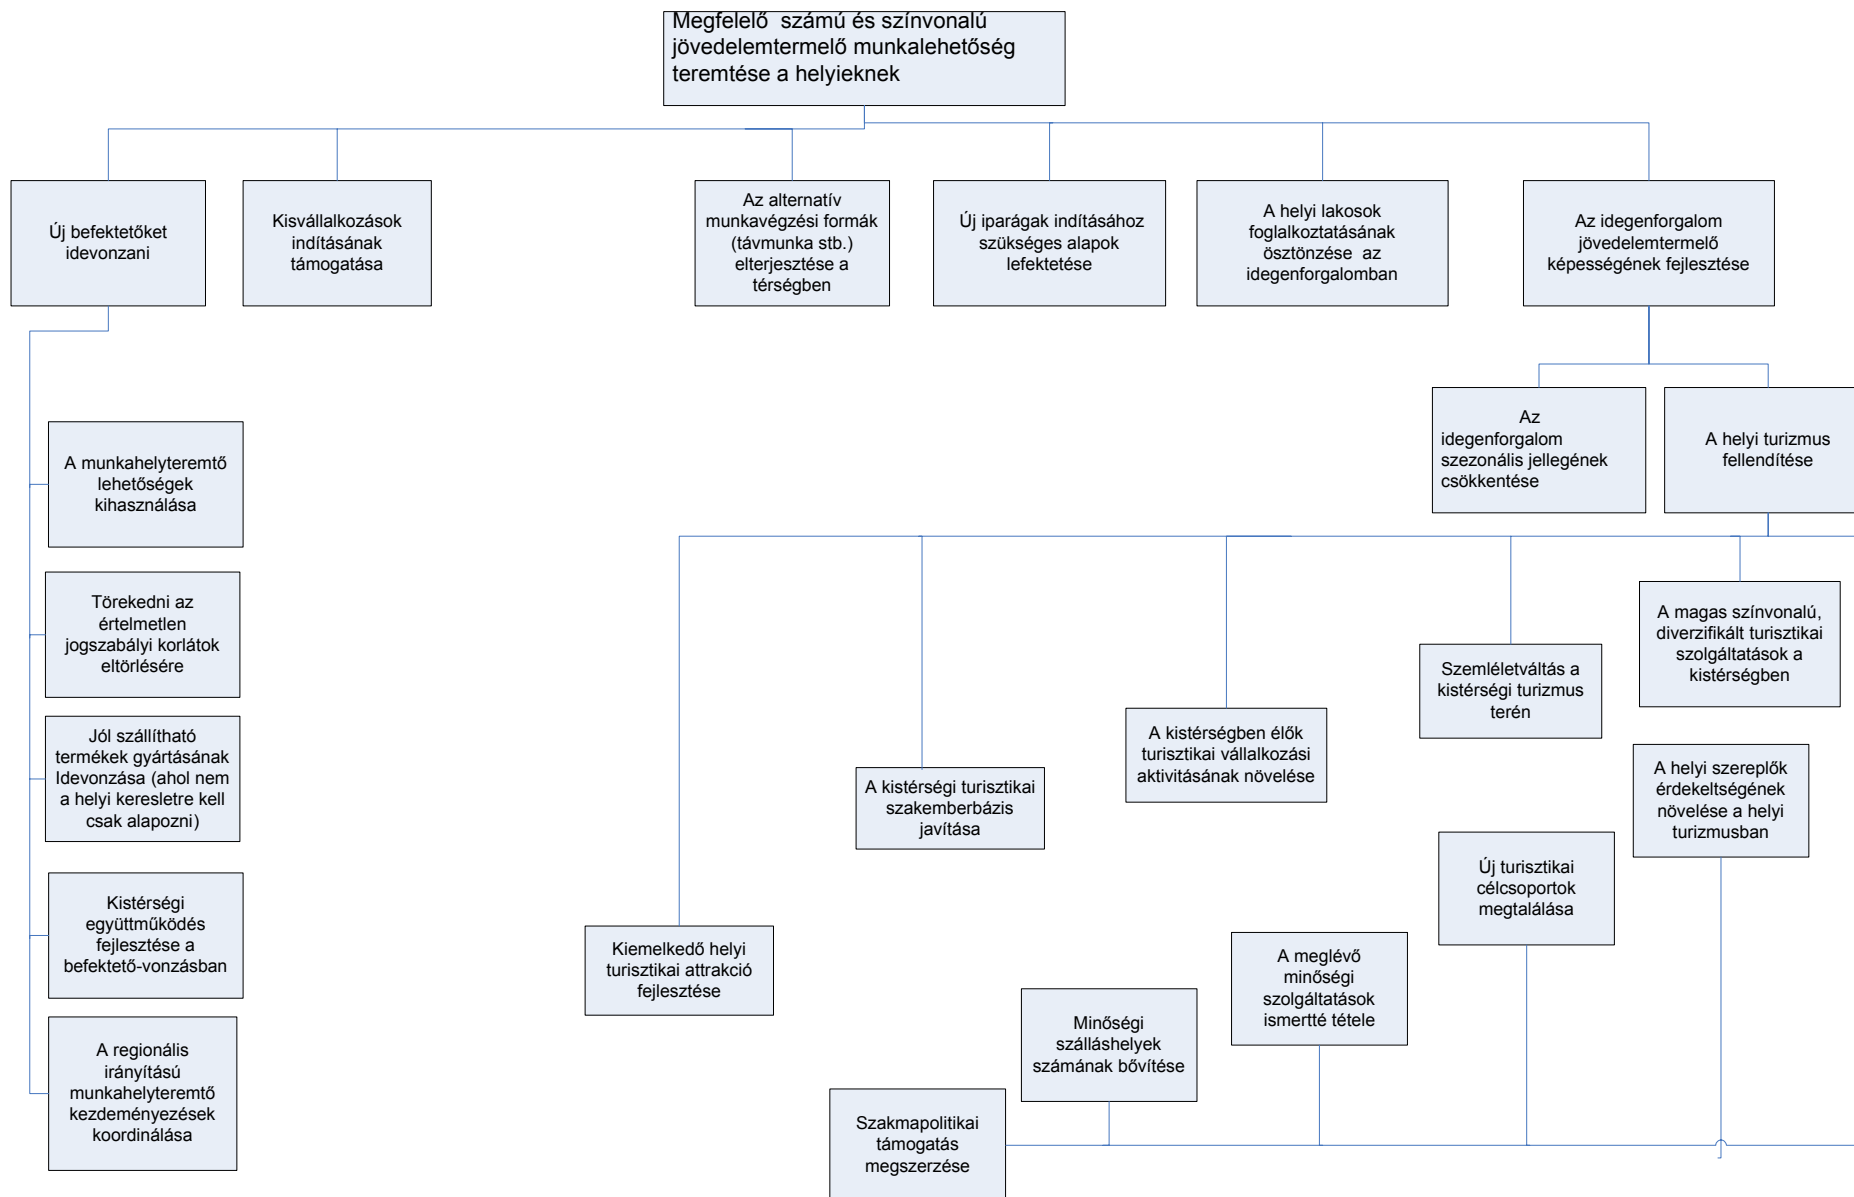 Megfelelő számú és színvonalú
jövedelemtermelő munkalehetőség
teremtése a helyieknek
Új befektetőket
idevonzani
Kisvállalkozások
indításának
támogatása
Az alternatív
munkavégzési formák
(távmunka stb.)
elterjesztése a
térségben
Új iparágak indításához
szükséges alapok
lefektetése
A helyi lakosok
foglalkoztatásának
ösztönzése az
idegenforgalomban
Az idegenforgalom
jövedelemtermelő
képességének fejlesztése
Az
idegenforgalom
szezonális jellegének
csökkentése
A helyi turizmus
fellendítése
A munkahelyteremtő
lehetőségek
kihasználása
Törekedni az
értelmetlen
jogszabályi korlátok
eltörlésére
Jól szállítható
termékek gyártásának
Idevonzása (ahol nem
a helyi keresletre kell
csak alapozni)
Kistérségi
együttműködés
fejlesztése a
befektető-vonzásban
A regionális
irányítású
munkahelyteremtő
kezdeményezések
koordinálása
A magas színvonalú,
diverzifikált turisztikai
szolgáltatások a
kistérségben
Szemléletváltás a
kistérségi turizmus
terén
A kistérségben élők
turisztikai vállalkozási
aktivitásának növelése
A kistérségi turisztikai
szakemberbázis
javítása
A helyi szereplők
érdekeltségének
növelése a helyi
turizmusban
Új turisztikai
célcsoportok
megtalálása
Kiemelkedő helyi
turisztikai attrakció
fejlesztése
A meglévő
minőségi
szolgáltatások
ismertté tétele
Minőségi
szálláshelyek
számának bővítése
Szakmapolitikai
támogatás
megszerzése